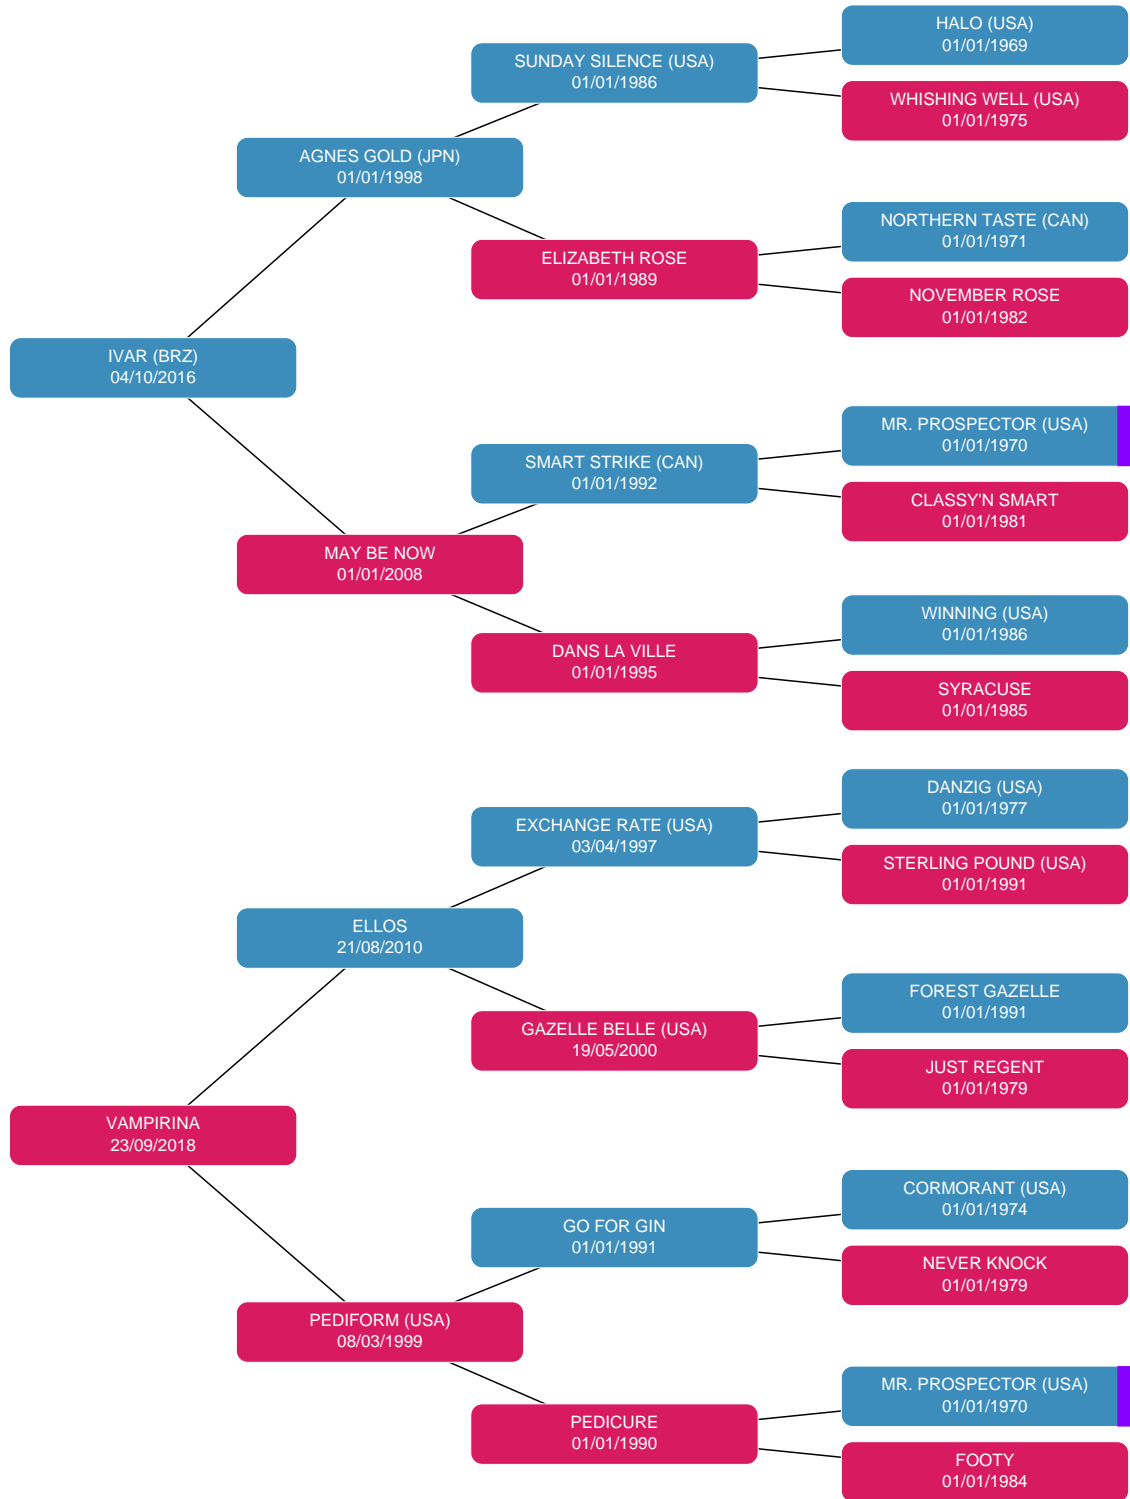 HALO (USA)
01/01/1969
SUNDAY SILENCE (USA)
01/01/1986
WHISHING WELL (USA)
01/01/1975
AGNES GOLD (JPN)
01/01/1998
NORTHERN TASTE (CAN)
01/01/1971
ELIZABETH ROSE
01/01/1989
NOVEMBER ROSE
01/01/1982
IVAR (BRZ)
04/10/2016
MR. PROSPECTOR (USA)
01/01/1970
SMART STRIKE (CAN)
01/01/1992
CLASSY'N SMART
01/01/1981
MAY BE NOW
01/01/2008
WINNING (USA)
01/01/1986
DANS LA VILLE
01/01/1995
SYRACUSE
01/01/1985
DANZIG (USA)
01/01/1977
EXCHANGE RATE (USA)
03/04/1997
STERLING POUND (USA)
01/01/1991
ELLOS
21/08/2010
FOREST GAZELLE
01/01/1991
GAZELLE BELLE (USA)
19/05/2000
JUST REGENT
01/01/1979
VAMPIRINA
23/09/2018
CORMORANT (USA)
01/01/1974
GO FOR GIN
01/01/1991
NEVER KNOCK
01/01/1979
PEDIFORM (USA)
08/03/1999
MR. PROSPECTOR (USA)
01/01/1970
PEDICURE
01/01/1990
FOOTY
01/01/1984